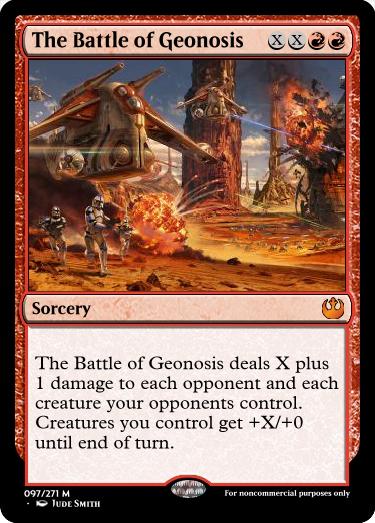 The Battle of Geonosis X X
Sorcery
The Battle of Geonosis deals X plus
1 damage to each opponent and each
creature your opponents control.
Creatures you control get +X/+0
until end of turn.
097/271 M
Jude Smith
For noncommercial purposes only